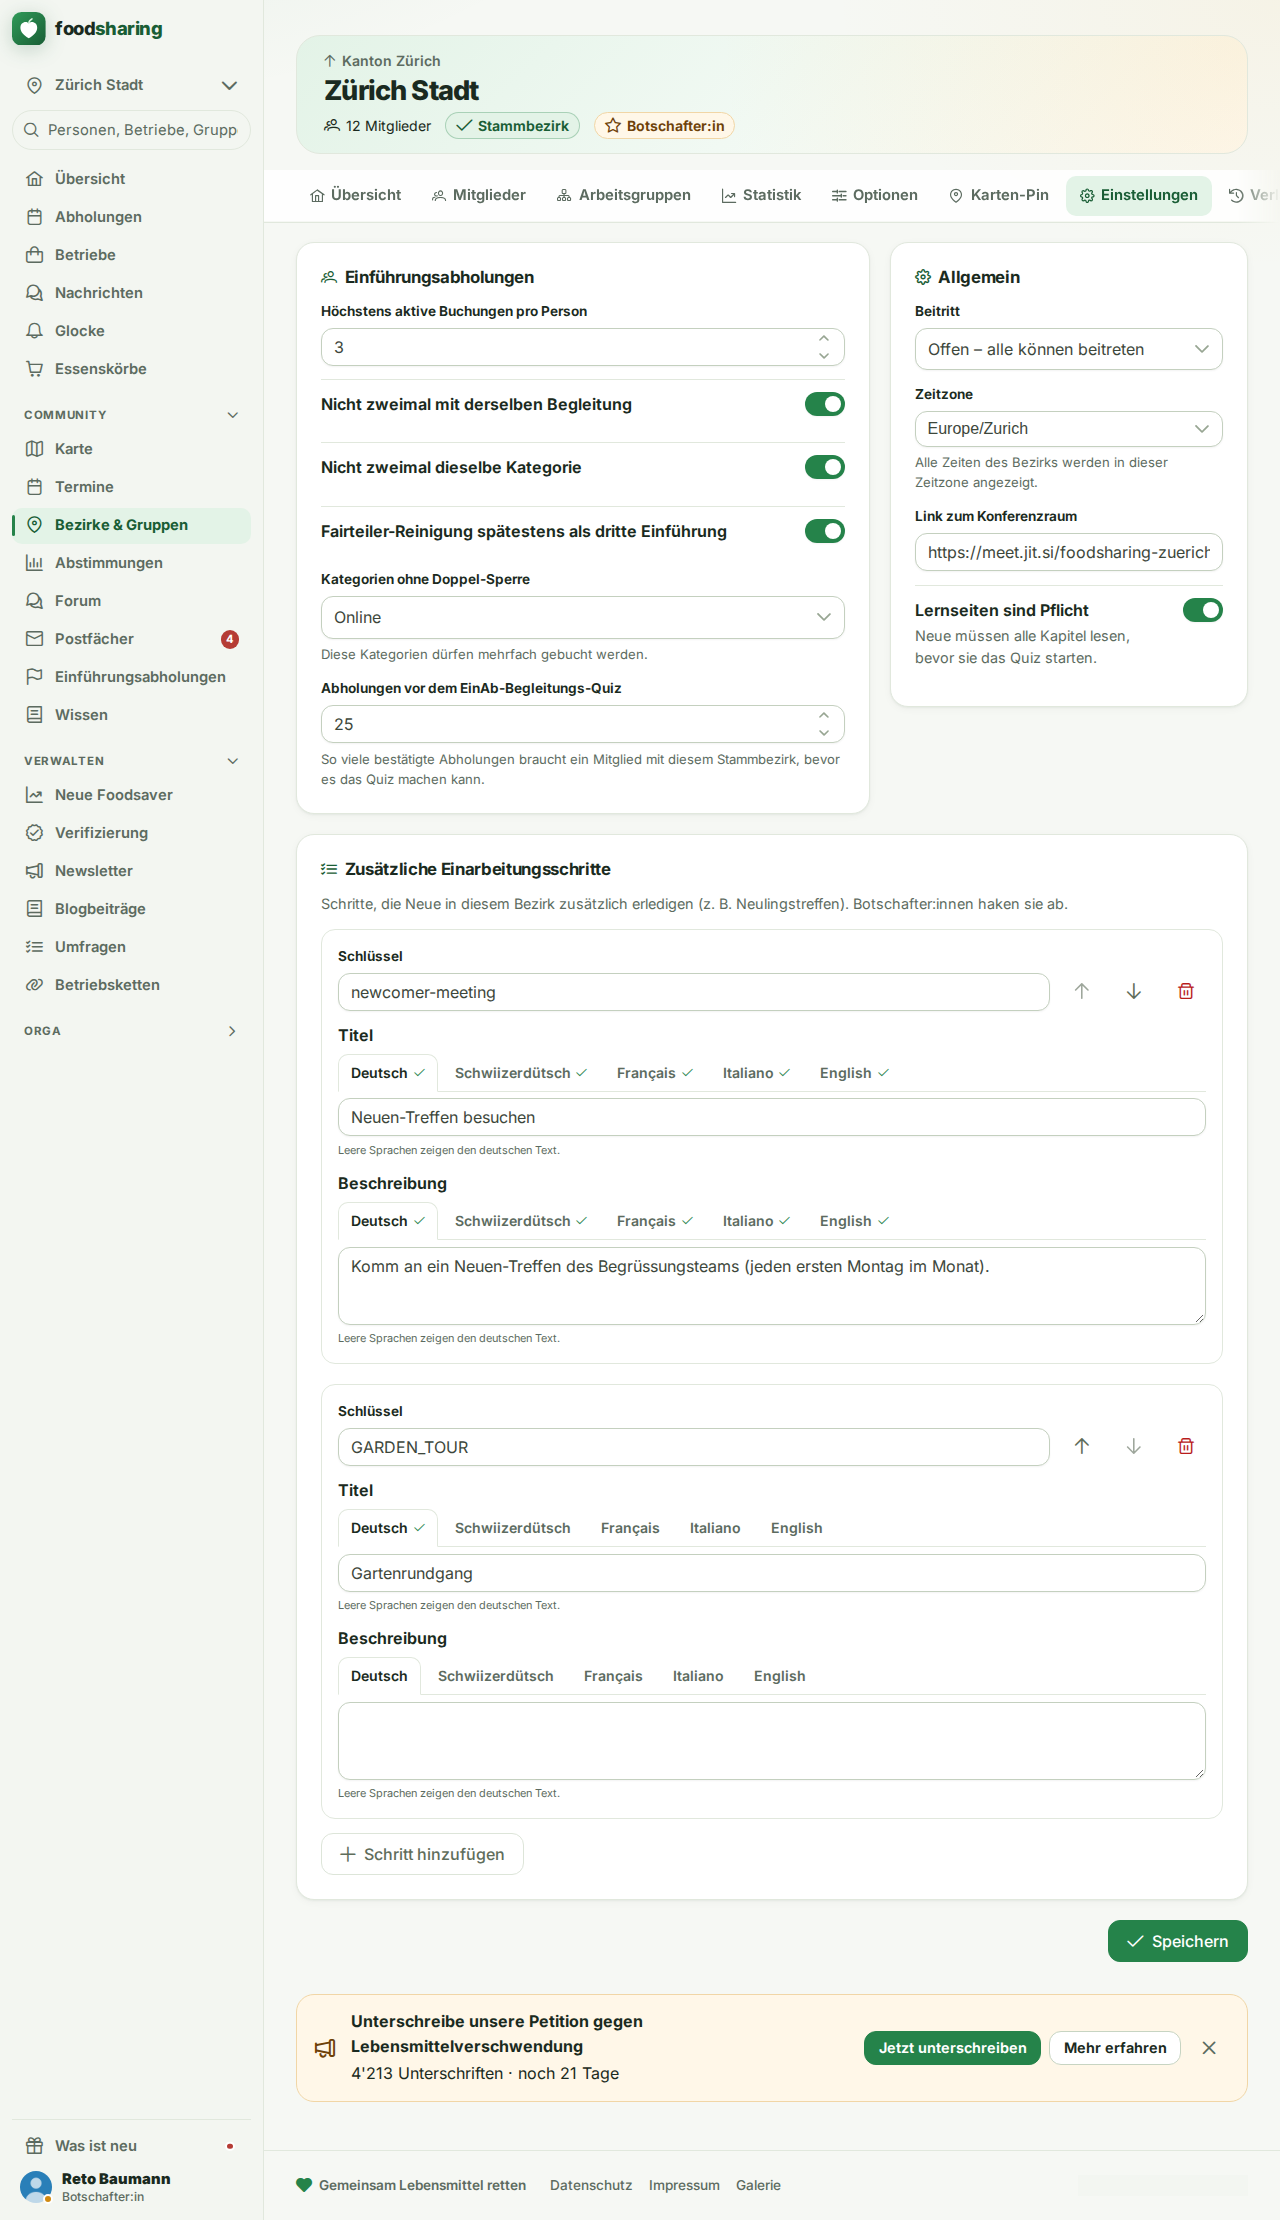 foodsharing
Zürich Stadt
Personen, Betriebe, Grupp
Übersicht
Abholungen
Betriebe
Nachrichten
Glocke
Essenskörbe
COMMUNITY
Karte
Termine
Bezirke & Gruppen
Abstimmungen
Forum
Postfächer 4
Einführungsabholungen
Wissen
VERWALTEN
Neue Foodsaver
Verifizierung
Newsletter
Blogbeiträge
Umfragen
Betriebsketten
ORGA
Was ist neu
Reto Baumann
Botschafter:in
Kanton Zürich
Zürich Stadt
12 Mitglieder Stammbezirk Botschafter:in
Übersicht Mitglieder Arbeitsgruppen Statistik Optionen Karten-Pin Einstellungen
Einführungsabholungen
Höchstens aktive Buchungen pro Person
3
Nicht zweimal mit derselben Begleitung
Nicht zweimal dieselbe Kategorie
Fairteiler-Reinigung spätestens als dritte Einführung
Kategorien ohne Doppel-Sperre
Online
Diese Kategorien dürfen mehrfach gebucht werden.
Abholungen vor dem EinAb-Begleitungs-Quiz
25
So viele bestätigte Abholungen braucht ein Mitglied mit diesem Stammbezirk, bevor
es das Quiz machen kann.
Allgemein
Beitritt
Offen – alle können beitreten
Zeitzone
Europe/Zurich
Alle Zeiten des Bezirks werden in dieser
Zeitzone angezeigt.
Link zum Konferenzraum
https://meet.jit.si/foodsharing-zuerich
Lernseiten sind Pflicht
Neue müssen alle Kapitel lesen,
bevor sie das Quiz starten.
Zusätzliche Einarbeitungsschritte
Schritte, die Neue in diesem Bezirk zusätzlich erledigen (z. B. Neulingstreffen). Botschafter:innen haken sie ab.
Schlüssel
newcomer-meeting
Titel
Deutsch Schwiizerdütsch Français Italiano English
Neuen-Treffen besuchen
Leere Sprachen zeigen den deutschen Text.
Beschreibung
Deutsch Schwiizerdütsch Français Italiano English
Komm an ein Neuen-Treffen des Begrüssungsteams (jeden ersten Montag im Monat).
Leere Sprachen zeigen den deutschen Text.
Schlüssel
GARDEN_TOUR
Titel
Deutsch Schwiizerdütsch Français Italiano English
Gartenrundgang
Leere Sprachen zeigen den deutschen Text.
Beschreibung
Deutsch Schwiizerdütsch Français Italiano English
Leere Sprachen zeigen den deutschen Text.
Schritt hinzufügen
Speichern
Unterschreibe unsere Petition gegen
Lebensmittelverschwendung
4'213 Unterschriften · noch 21 Tage
Jetzt unterschreiben Mehr erfahren
Gemeinsam Lebensmittel retten Datenschutz Impressum Galerie